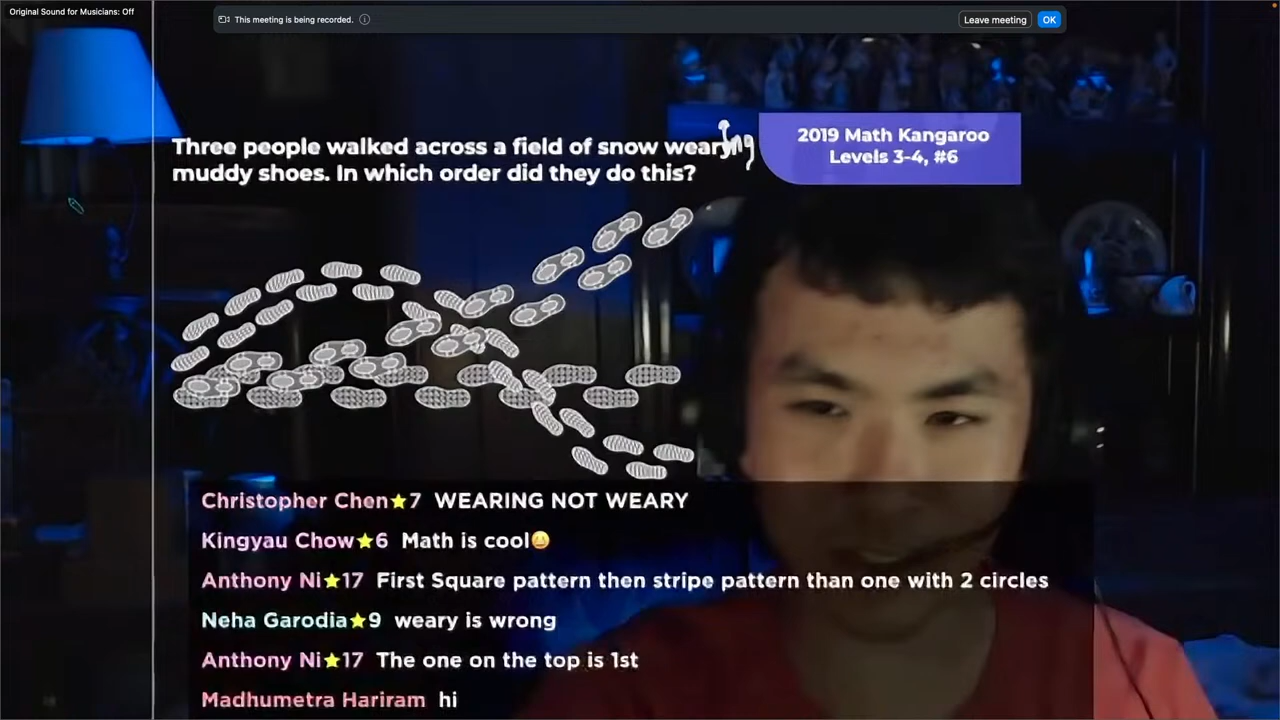 Original Sound for Musicians: Off
This meeting is being recorded.
Leave meeting
OK
Three people walked across a field of snow wearing
muddy shoes. In which order did they do this?
2019 Math Kangaroo
Levels 3-4, #6
Christopher Chen⭐7 WEARING NOT WEARY
Kingyau Chow⭐6 Math is cool😀
Anthony Ni⭐17 First Square pattern then stripe pattern than one with 2 circles
Neha Garodia⭐9 weary is wrong
Anthony Ni⭐17 The one on the top is 1st
Madhumetra Hariram hi